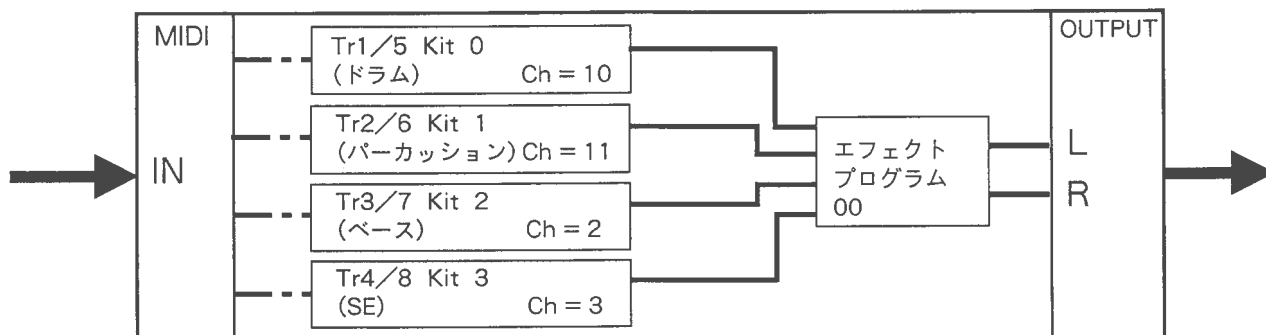 MIDI
IN
Tr1／5 Kit 0
(ドラム) Ch = 10
Tr2／6 Kit 1
(パーカッション) Ch = 11
Tr3／7 Kit 2
(ベース) Ch = 2
Tr4／8 Kit 3
(SE) Ch = 3
エフェクト
プログラム
00
OUTPUT
L
R